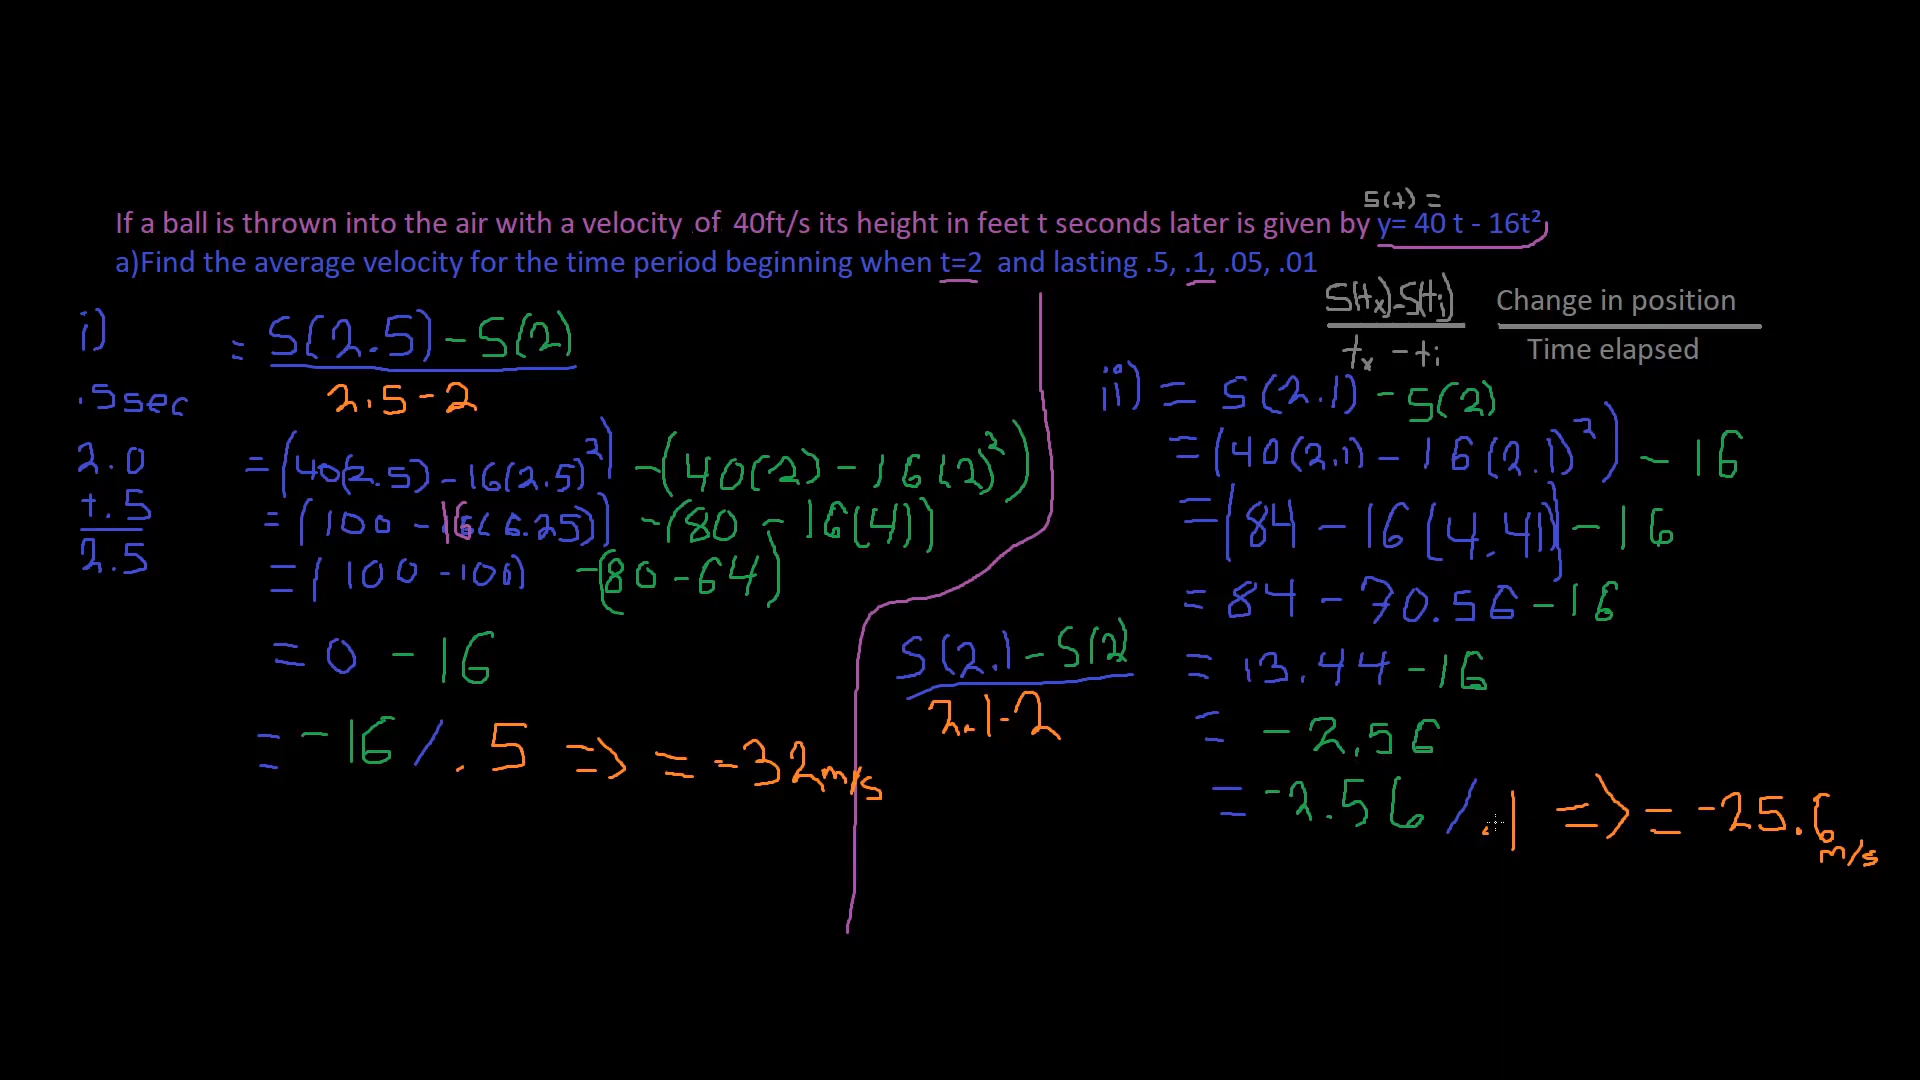 s(t) =
If a ball is thrown into the air with a velocity of 40ft/s its height in feet t seconds later is given by y= 40 t - 16t²
a)Find the average velocity for the time period beginning when t=2 and lasting .5, .1, .05, .01
S(tx)-S(ti)
tx - ti
Change in position
Time elapsed
i)
.5sec
2.0
+.5
2.5
= S(2.5) - S(2)
2.5 - 2
= (40(2.5) - 16(2.5)²) - (40(2) - 16(2)²)
= (100 - 16(6.25)) - (80 - 16(4))
= (100 - 100) - (80 - 64)
= 0 - 16
= -16 / .5 => = -32m/s
S(2.1 - S(2)
2.1 - 2
ii) = S(2.1) - S(2)
= (40(2.1) - 16(2.1)²) - 16
= (84 - 16(4.41)) - 16
= 84 - 70.56 - 16
= 13.44 - 16
= -2.56
= -2.56 / .1 => = -25.6
m/s